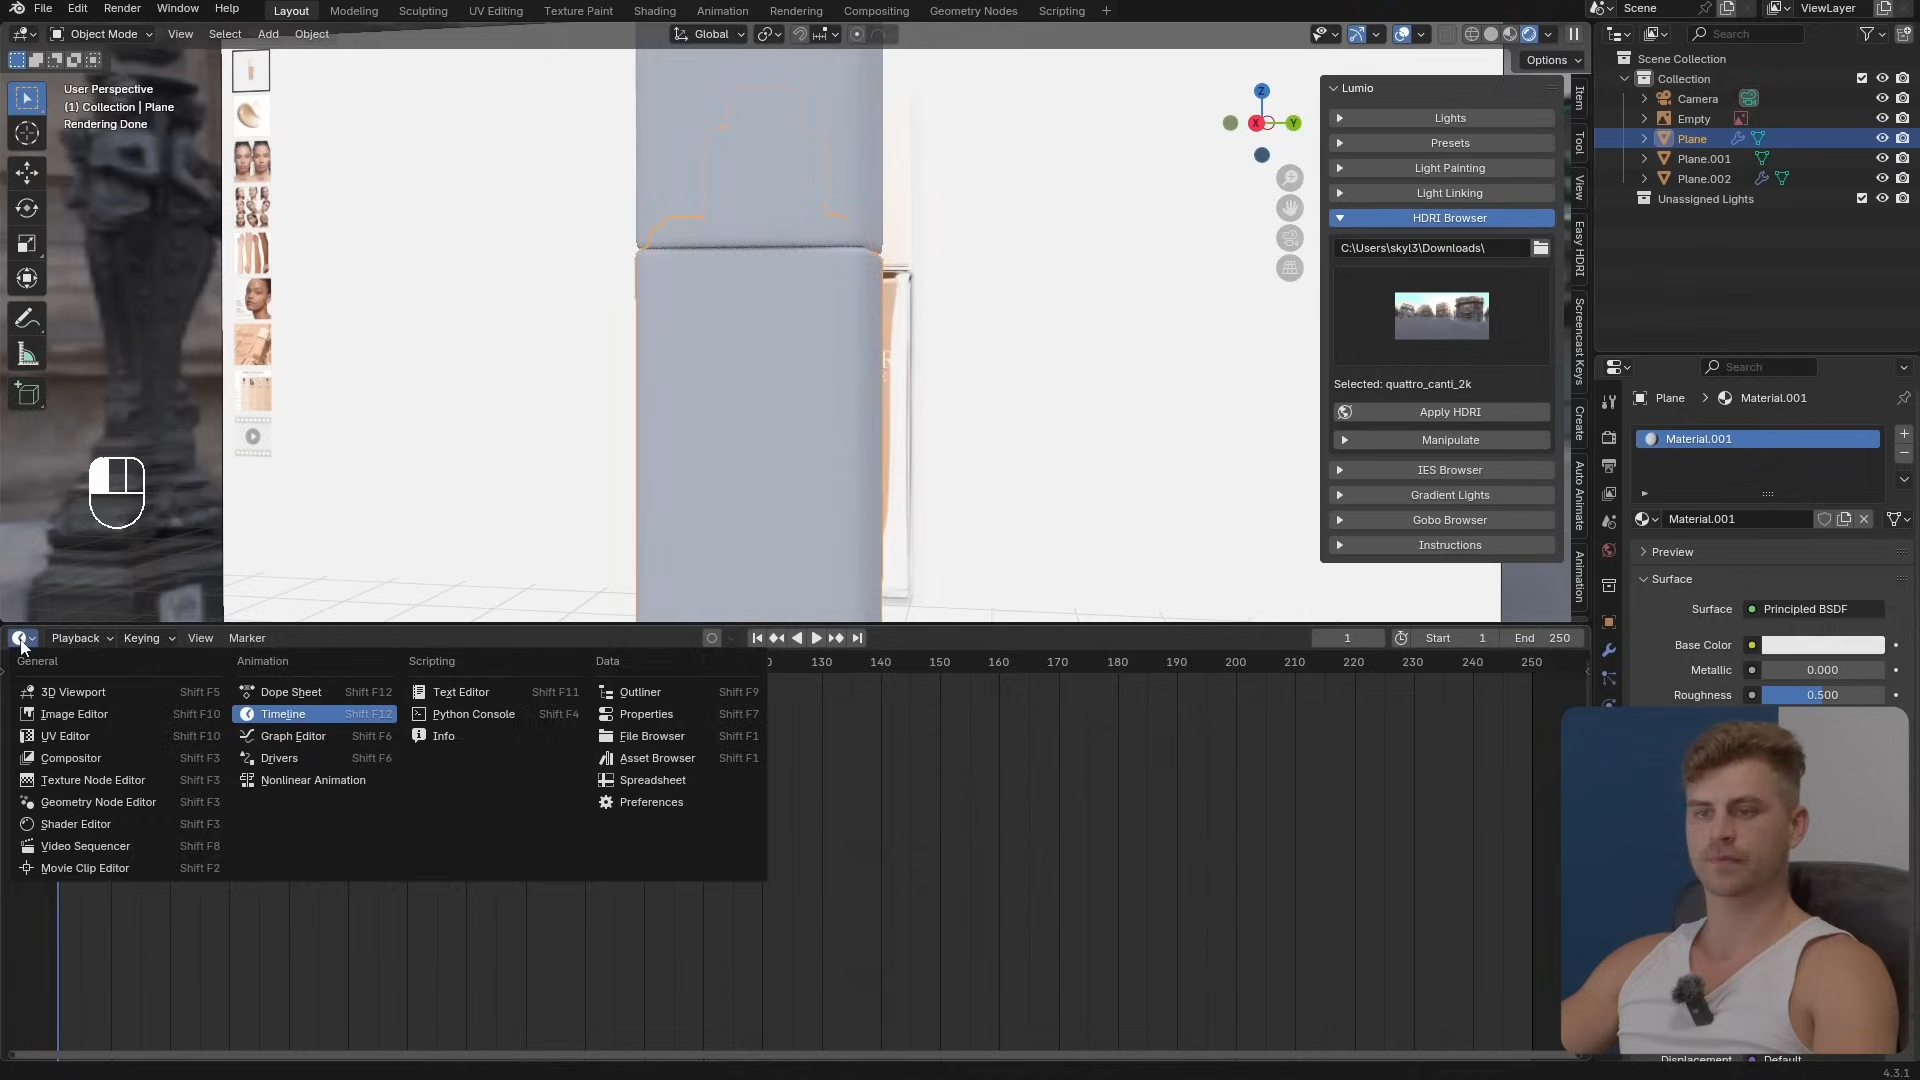 File Edit Render Window Help Layout Modeling Sculpting UV Editing Texture Paint Shading Animation Rendering Compositing Geometry Nodes Scripting + Scene ViewLayer
Object Mode View Select Add Object Global Search
Options
User Perspective
(1) Collection | Plane
Rendering Done
Z
X
Y
Lumio
Lights
Presets
Light Painting
Light Linking
HDRI Browser
C:\Users\skyl3\Downloads\
Selected: quattro_canti_2k
Apply HDRI
Manipulate
IES Browser
Gradient Lights
Gobo Browser
Instructions
Item
Tool
View
Easy HDRI
Screencast Keys
Create
Auto Animate
Animation
Scene Collection
Collection
Camera
Empty
Plane
Plane.001
Plane.002
Unassigned Lights
Search
Plane Material.001
Material.001
Material.001
Preview
Surface
Surface Principled BSDF
Base Color
Metallic 0.000
Roughness 0.500
Displacement Default
Playback Keying View Marker 1 Start 1 End 250
130 140 150 160 170 180 190 200 210 220 230 240 250
General Animation Scripting Data
3D Viewport Shift F5 Dope Sheet Shift F12 Text Editor Shift F11 Outliner Shift F9
Image Editor Shift F10 Timeline Shift F12 Python Console Shift F4 Properties Shift F7
UV Editor Shift F10 Graph Editor Shift F6 Info File Browser Shift F1
Compositor Shift F3 Drivers Shift F6 Asset Browser Shift F1
Texture Node Editor Shift F3 Nonlinear Animation Spreadsheet
Geometry Node Editor Shift F3 Preferences
Shader Editor Shift F3
Video Sequencer Shift F8
Movie Clip Editor Shift F2
4.3.1